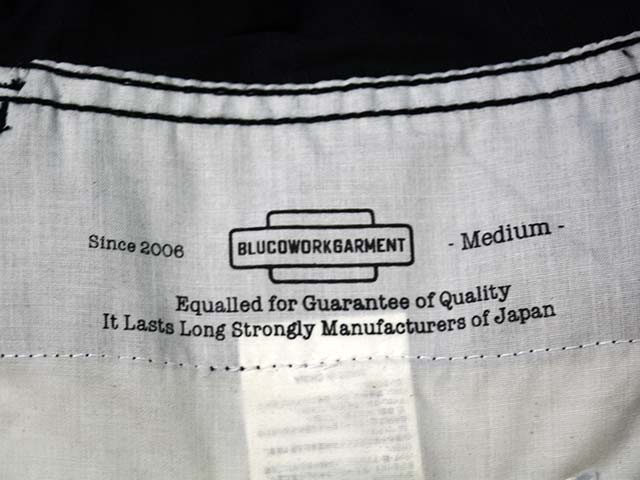 Since 2006
BLUCOWORKGARMENT
- Medium -
Equalled for Guarantee of Quality
It Lasts Long Strongly Manufacturers of Japan